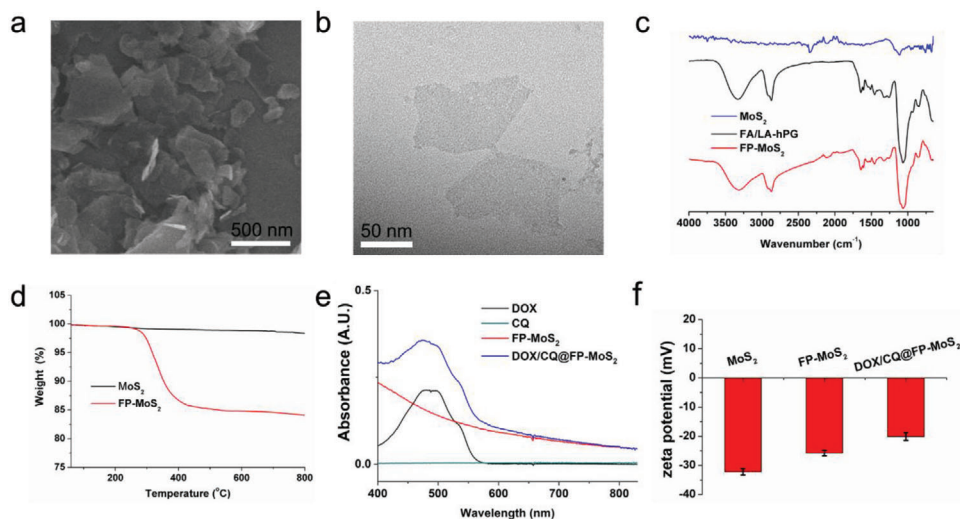 a
500 nm
b
50 nm
c
MoS₂
FA/LA-hPG
FP-MoS₂
4000 3500 3000 2500 2000 1500 1000
Wavenumber (cm⁻¹)
d
105
100
95
90
85
80
75
Weight (%)
MoS₂
FP-MoS₂
200 400 600 800
Temperature (°C)
e
0.5
0.0
Absorbance (A.U.)
DOX
CQ
FP-MoS₂
DOX/CQ@FP-MoS₂
400 500 600 700 800
Wavelength (nm)
f
20
10
0
-10
-20
-30
-40
zeta potential (mV)
MoS₂
FP-MoS₂
DOX/CQ@FP-MoS₂